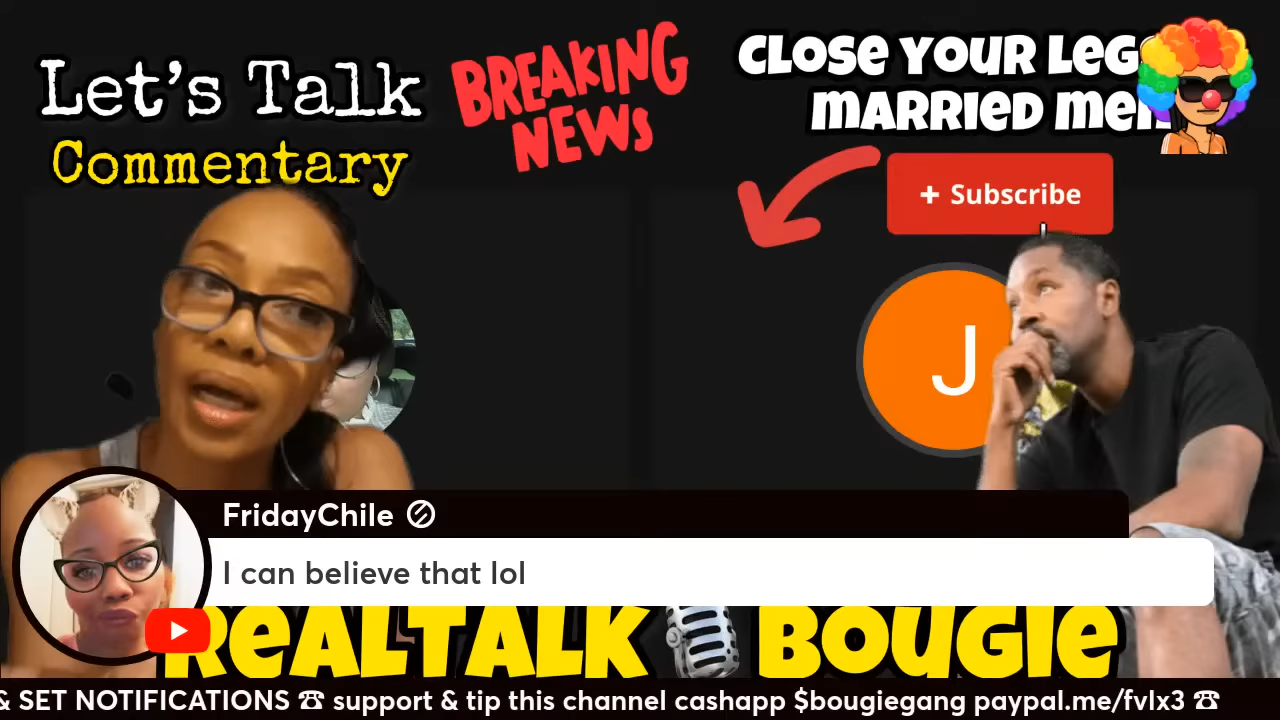 Let's Talk
Commentary
BREAKING
NEWS
CLOSE YOUR LEG
MARRIED MEN
+ Subscribe
J
FridayChile
I can believe that lol
REALTALK BOUGIE
& SET NOTIFICATIONS ☎ support & tip this channel cashapp $bougiegang paypal.me/fvlx3 ☎